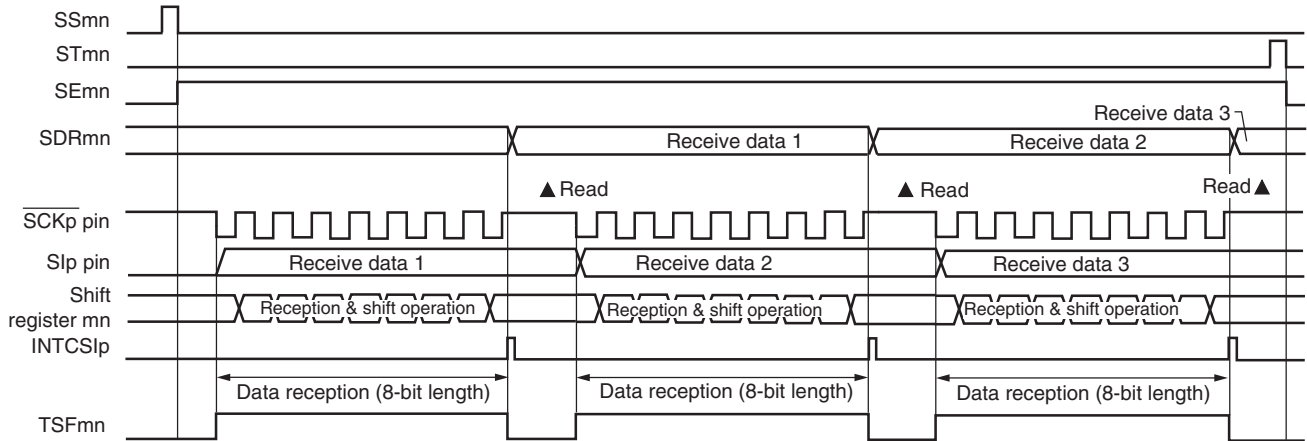 SSmn
STmn
SEmn
Receive data 3
SDRmn
Receive data 1
Receive data 2
▲ Read
▲ Read
Read ▲
SCKp pin
SIp pin
Receive data 1
Receive data 2
Receive data 3
Shift
register mn
Reception & shift operation
Reception & shift operation
Reception & shift operation
INTCSIp
Data reception (8-bit length)
Data reception (8-bit length)
Data reception (8-bit length)
TSFmn